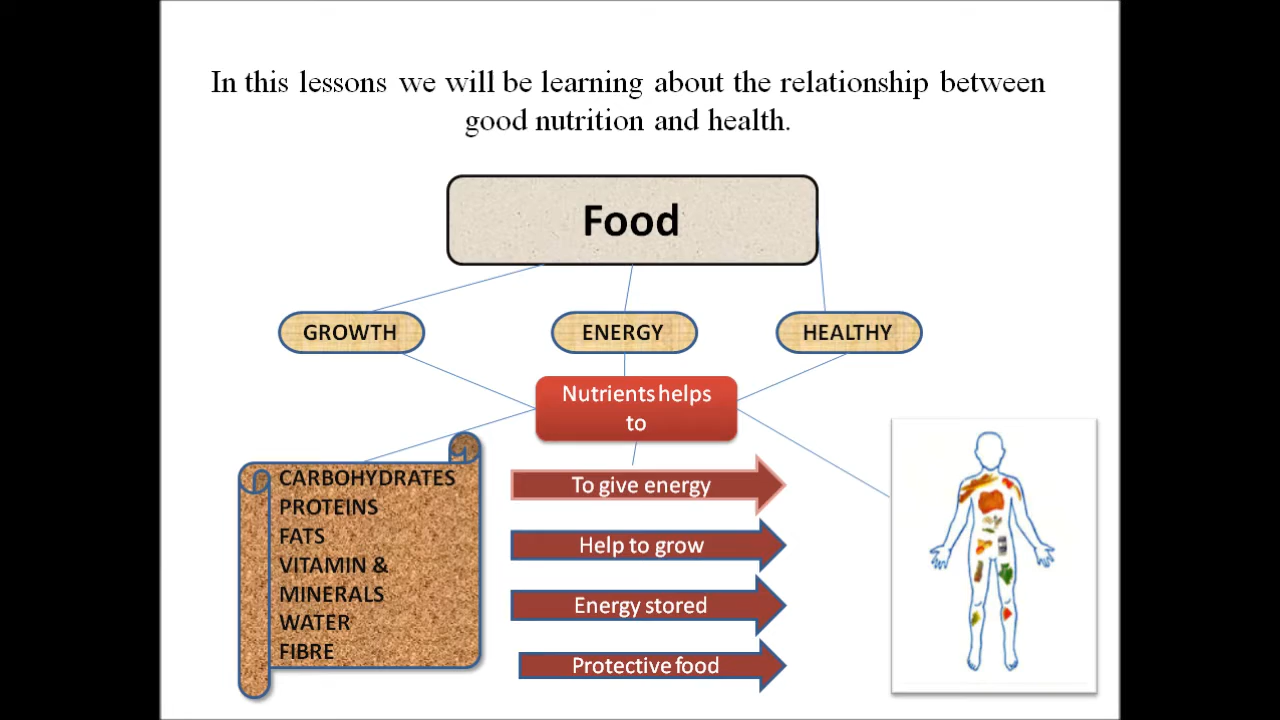 In this lessons we will be learning about the relationship between
good nutrition and health.
Food
GROWTH
ENERGY
HEALTHY
Nutrients helps
to
CARBOHYDRATES
PROTEINS
FATS
VITAMIN &
MINERALS
WATER
FIBRE
To give energy
Help to grow
Energy stored
Protective food